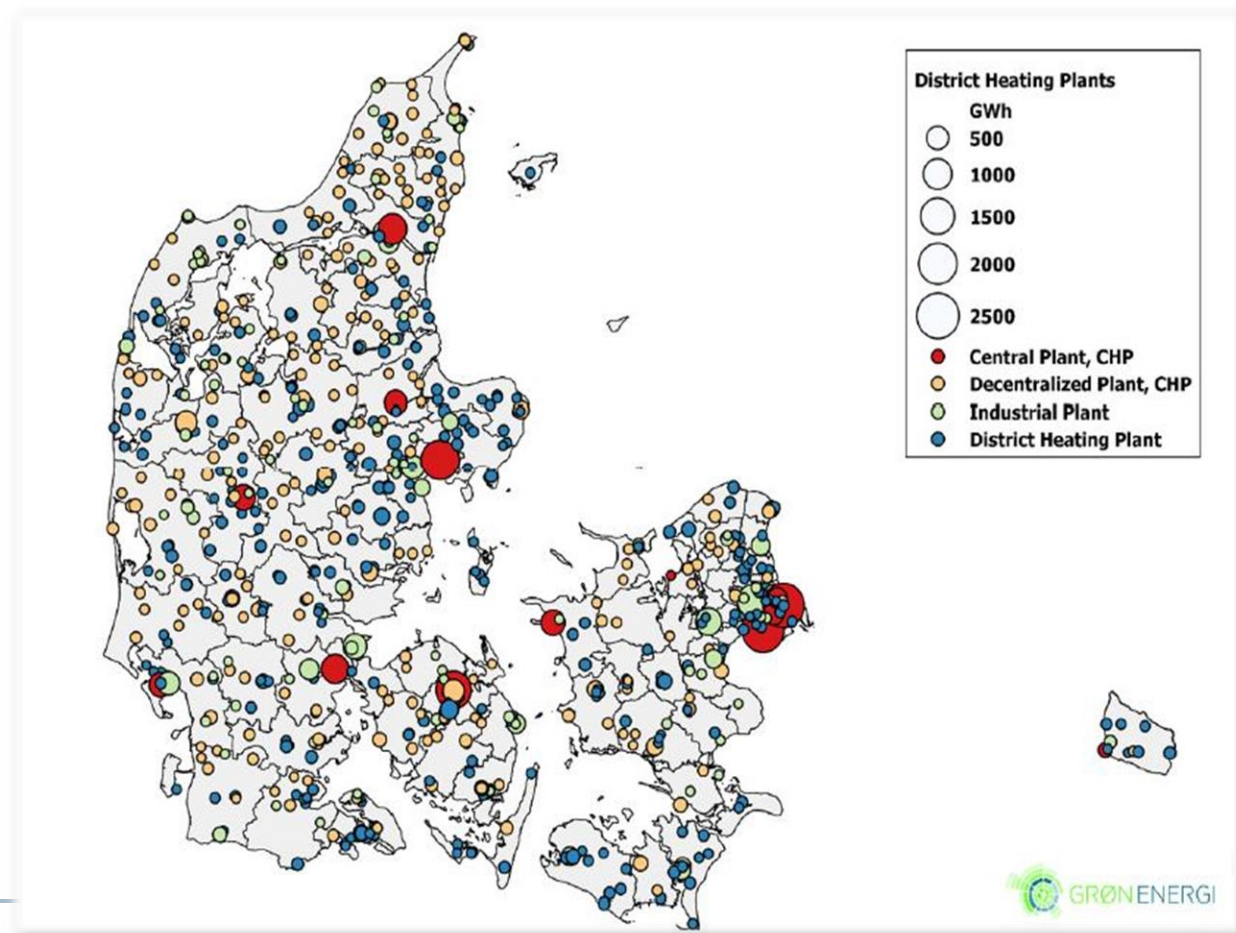 District Heating Plants
GWh
500
1000
1500
2000
2500
Central Plant, CHP
Decentralized Plant, CHP
Industrial Plant
District Heating Plant
GRØNENERGI